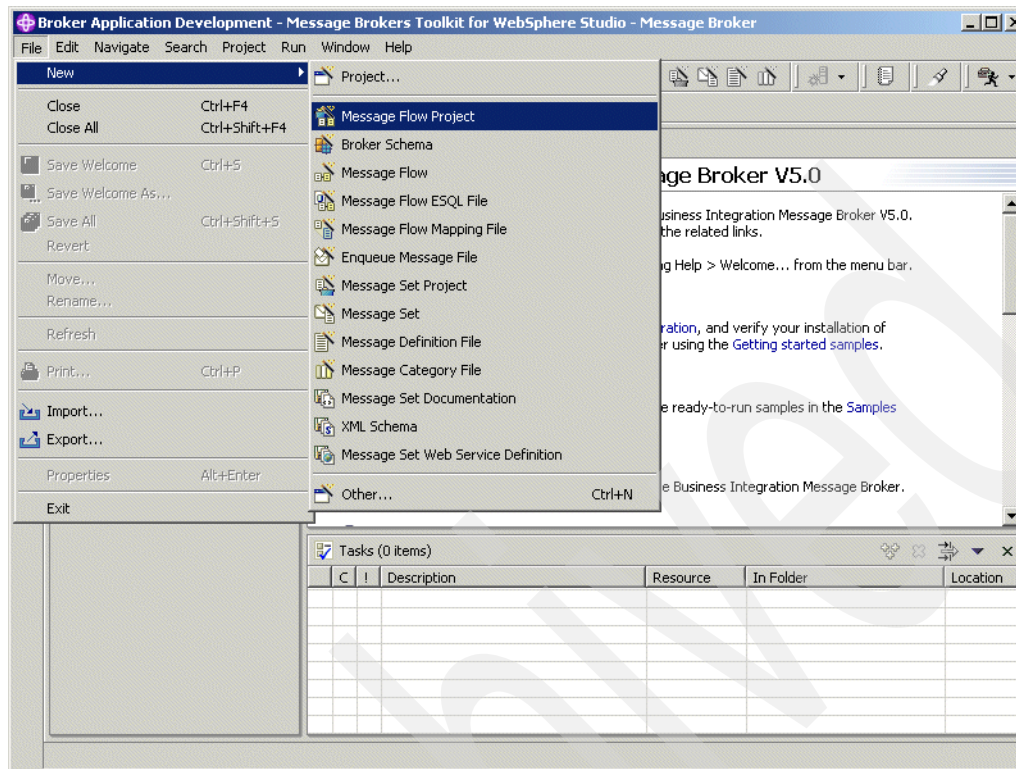 Broker Application Development - Message Brokers Toolkit for WebSphere Studio - Message Broker
File Edit Navigate Search Project Run Window Help
New
Close Ctrl+F4
Close All Ctrl+Shift+F4
Save Welcome Ctrl+S
Save Welcome As...
Save All Ctrl+Shift+S
Revert
Move...
Rename...
Refresh
Print... Ctrl+P
Import...
Export...
Properties Alt+Enter
Exit
Project...
Message Flow Project
Broker Schema
Message Flow
Message Flow ESQL File
Message Flow Mapping File
Enqueue Message File
Message Set Project
Message Set
Message Definition File
Message Category File
Message Set Documentation
XML Schema
Message Set Web Service Definition
Other... Ctrl+N
age Broker V5.0
usiness Integration Message Broker V5.0.
the related links.
ng Help > Welcome... from the menu bar.
ration, and verify your installation of
er using the Getting started samples.
e ready-to-run samples in the Samples
e Business Integration Message Broker.
Tasks (0 items)
C ! Description Resource In Folder Location